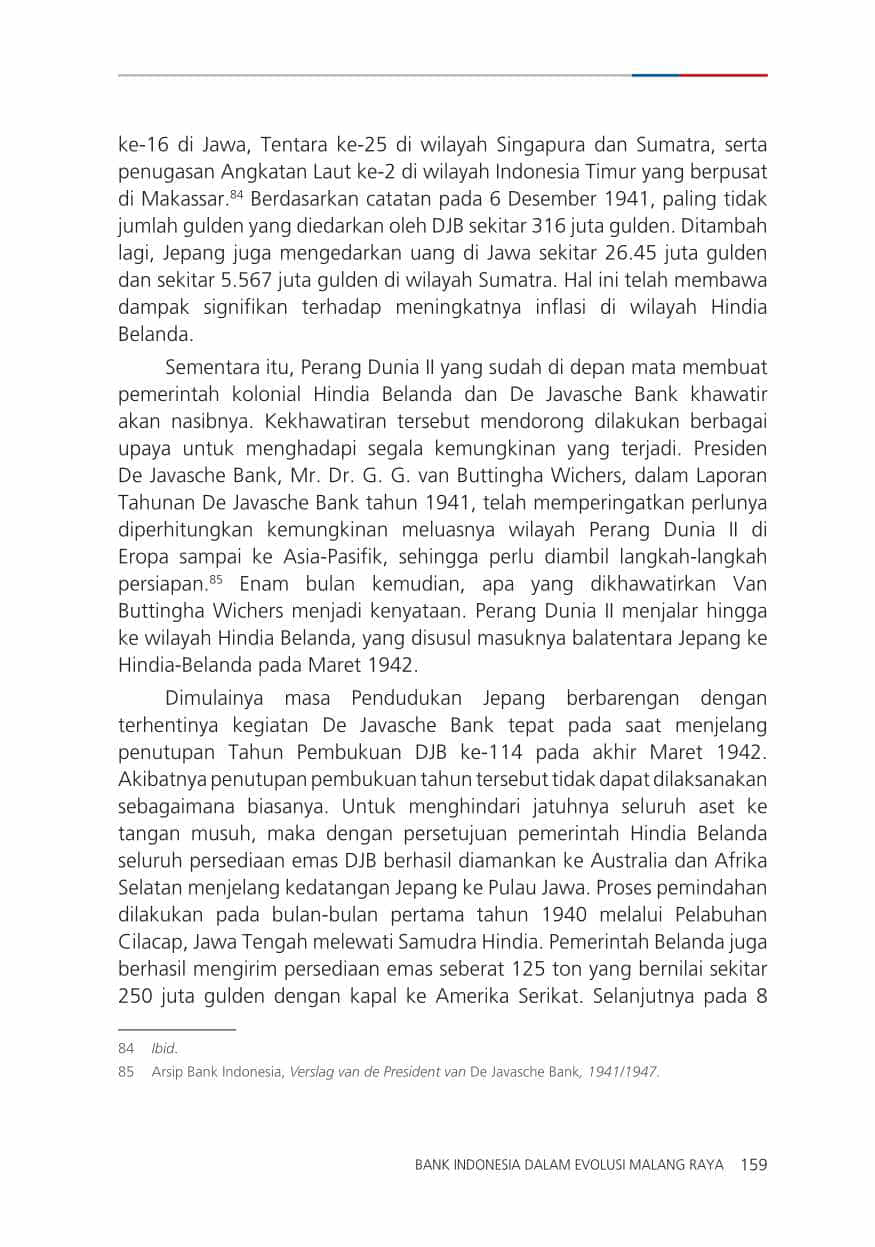 ke-16 di Jawa, Tentara ke-25 di wilayah Singapura dan Sumatra, serta
penugasan Angkatan Laut ke-2 di wilayah Indonesia Timur yang berpusat
di Makassar.84 Berdasarkan catatan pada 6 Desember 1941, paling tidak
jumlah gulden yang diedarkan oleh DJB sekitar 316 juta gulden. Ditambah
lagi, Jepang juga mengedarkan uang di Jawa sekitar 26.45 juta gulden
dan sekitar 5.567 juta gulden di wilayah Sumatra. Hal ini telah membawa
dampak signifikan terhadap meningkatnya inflasi di wilayah Hindia
Belanda.
Sementara itu, Perang Dunia II yang sudah di depan mata membuat
pemerintah kolonial Hindia Belanda dan De Javasche Bank khawatir
akan nasibnya. Kekhawatiran tersebut mendorong dilakukan berbagai
upaya untuk menghadapi segala kemungkinan yang terjadi. Presiden
De Javasche Bank, Mr. Dr. G. G. van Buttingha Wichers, dalam Laporan
Tahunan De Javasche Bank tahun 1941, telah memperingatkan perlunya
diperhitungkan kemungkinan meluasnya wilayah Perang Dunia II di
Eropa sampai ke Asia-Pasifik, sehingga perlu diambil langkah-langkah
persiapan.85 Enam bulan kemudian, apa yang dikhawatirkan Van
Buttingha Wichers menjadi kenyataan. Perang Dunia II menjalar hingga
ke wilayah Hindia Belanda, yang disusul masuknya balatentara Jepang ke
Hindia-Belanda pada Maret 1942.
Dimulainya masa Pendudukan Jepang berbarengan dengan
terhentinya kegiatan De Javasche Bank tepat pada saat menjelang
penutupan Tahun Pembukuan DJB ke-114 pada akhir Maret 1942.
Akibatnya penutupan pembukuan tahun tersebut tidak dapat dilaksanakan
sebagaimana biasanya. Untuk menghindari jatuhnya seluruh aset ke
tangan musuh, maka dengan persetujuan pemerintah Hindia Belanda
seluruh persediaan emas DJB berhasil diamankan ke Australia dan Afrika
Selatan menjelang kedatangan Jepang ke Pulau Jawa. Proses pemindahan
dilakukan pada bulan-bulan pertama tahun 1940 melalui Pelabuhan
Cilacap, Jawa Tengah melewati Samudra Hindia. Pemerintah Belanda juga
berhasil mengirim persediaan emas seberat 125 ton yang bernilai sekitar
250 juta gulden dengan kapal ke Amerika Serikat. Selanjutnya pada 8
84 Ibid.
85 Arsip Bank Indonesia, Verslag van de President van De Javasche Bank, 1941/1947.
BANK INDONESIA DALAM EVOLUSI MALANG RAYA 159